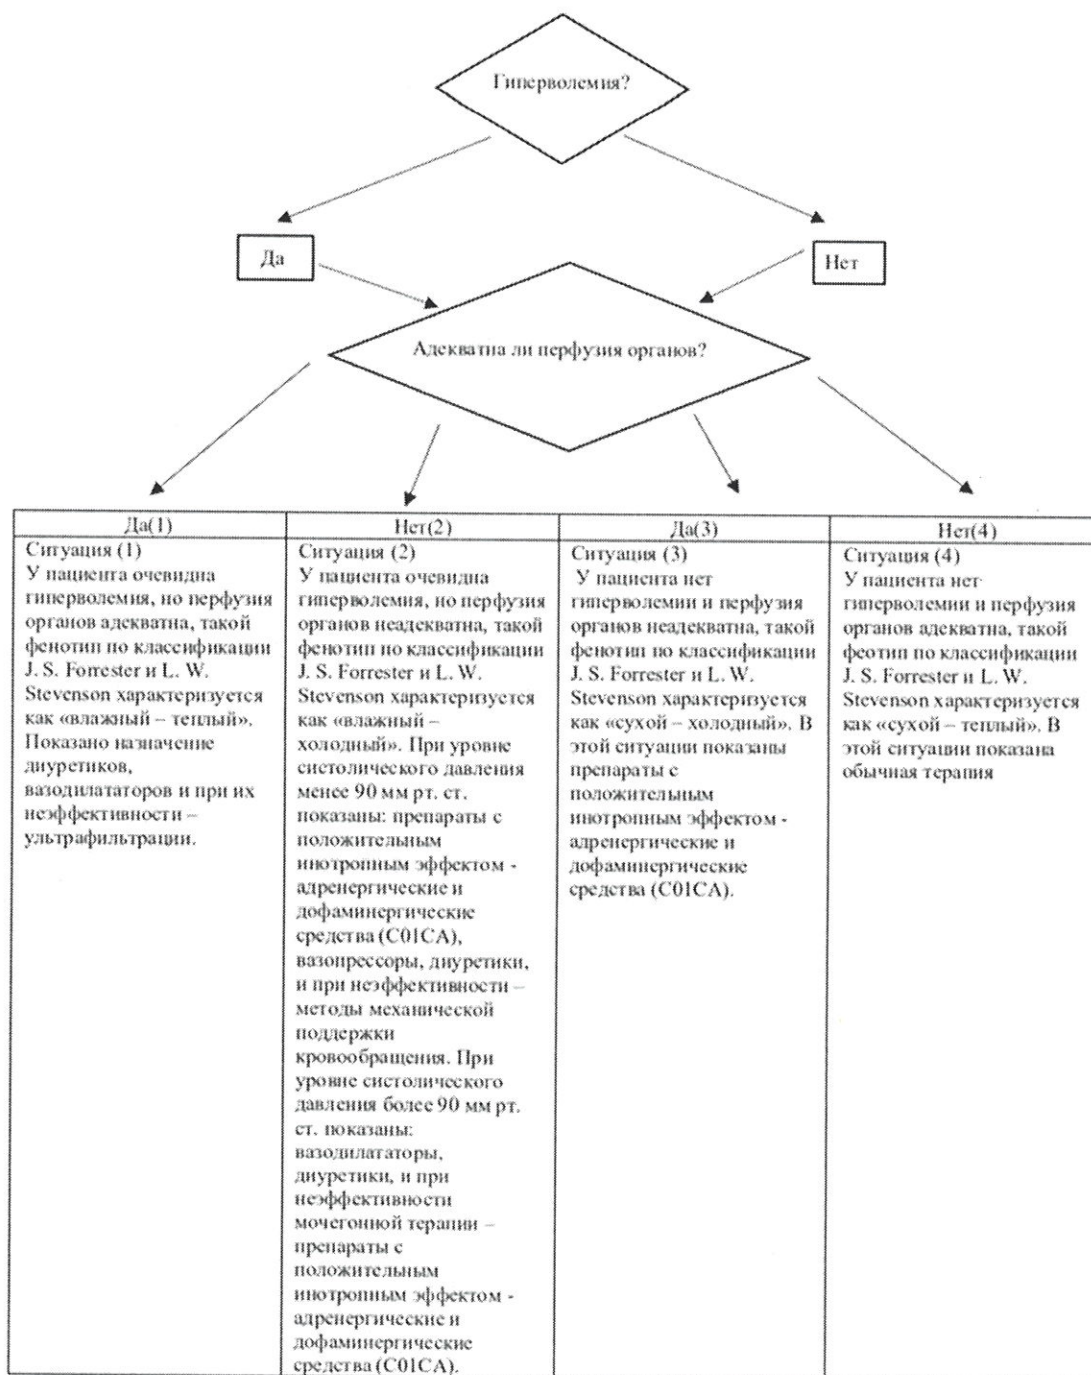 Гиперволемия?
Да
Нет
Адекватна ли перфузия органов?
Да(1)
Нет(2)
Да(3)
Нет(4)
Ситуация (1)
У пациента очевидна
гиперволемия, но перфузия
органов адекватна, такой
фенотип по классификации
J. S. Forrester и L. W.
Stevenson характеризуется
как «влажный – теплый».
Показано назначение
диуретиков,
вазодилататоров и при их
неэффективности –
ультрафильтрации.
Ситуация (2)
У пациента очевидна
гиперволемия, но перфузия
органов неадекватна, такой
фенотип по классификации
J. S. Forrester и L. W.
Stevenson характеризуется
как «влажный –
холодный». При уровне
систолического давления
менее 90 мм рт. ст.
показаны: препараты с
положительным
инотропным эффектом -
адренергические и
дофаминергические
средства (C01CA),
вазопрессоры, диуретики,
и при неэффективности –
методы механической
поддержки
кровообращения. При
уровне систолического
давления более 90 мм рт.
ст. показаны:
вазодилататоры,
диуретики, и при
неэффективности
мочегонной терапии –
препараты с
положительным
инотропным эффектом -
адренергические и
дофаминергические
средства (C01CA).
Ситуация (3)
У пациента нет
гиперволемии и перфузия
органов неадекватна, такой
фенотип по классификации
J. S. Forrester и L. W.
Stevenson характеризуется
как «сухой – холодный». В
этой ситуации показаны
препараты с
положительным
инотропным эффектом -
адренергические и
дофаминергические
средства (C01CA).
Ситуация (4)
У пациента нет
гиперволемии и перфузия
органов адекватна, такой
феотип по классификации
J. S. Forrester и L. W.
Stevenson характеризуется
как «сухой – теплый». В
этой ситуации показана
обычная терапия